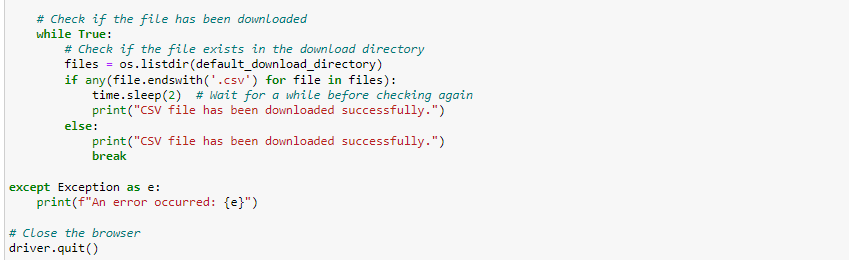 # Check if the file has been downloaded
while True:
# Check if the file exists in the download directory
files = os.listdir(default_download_directory)
if any(file.endswith('.csv') for file in files):
time.sleep(2)  # Wait for a while before checking again
print("CSV file has been downloaded successfully.")
else:
print("CSV file has been downloaded successfully.")
break
except Exception as e:
print(f"An error occurred: {e}")
# Close the browser
driver.quit()